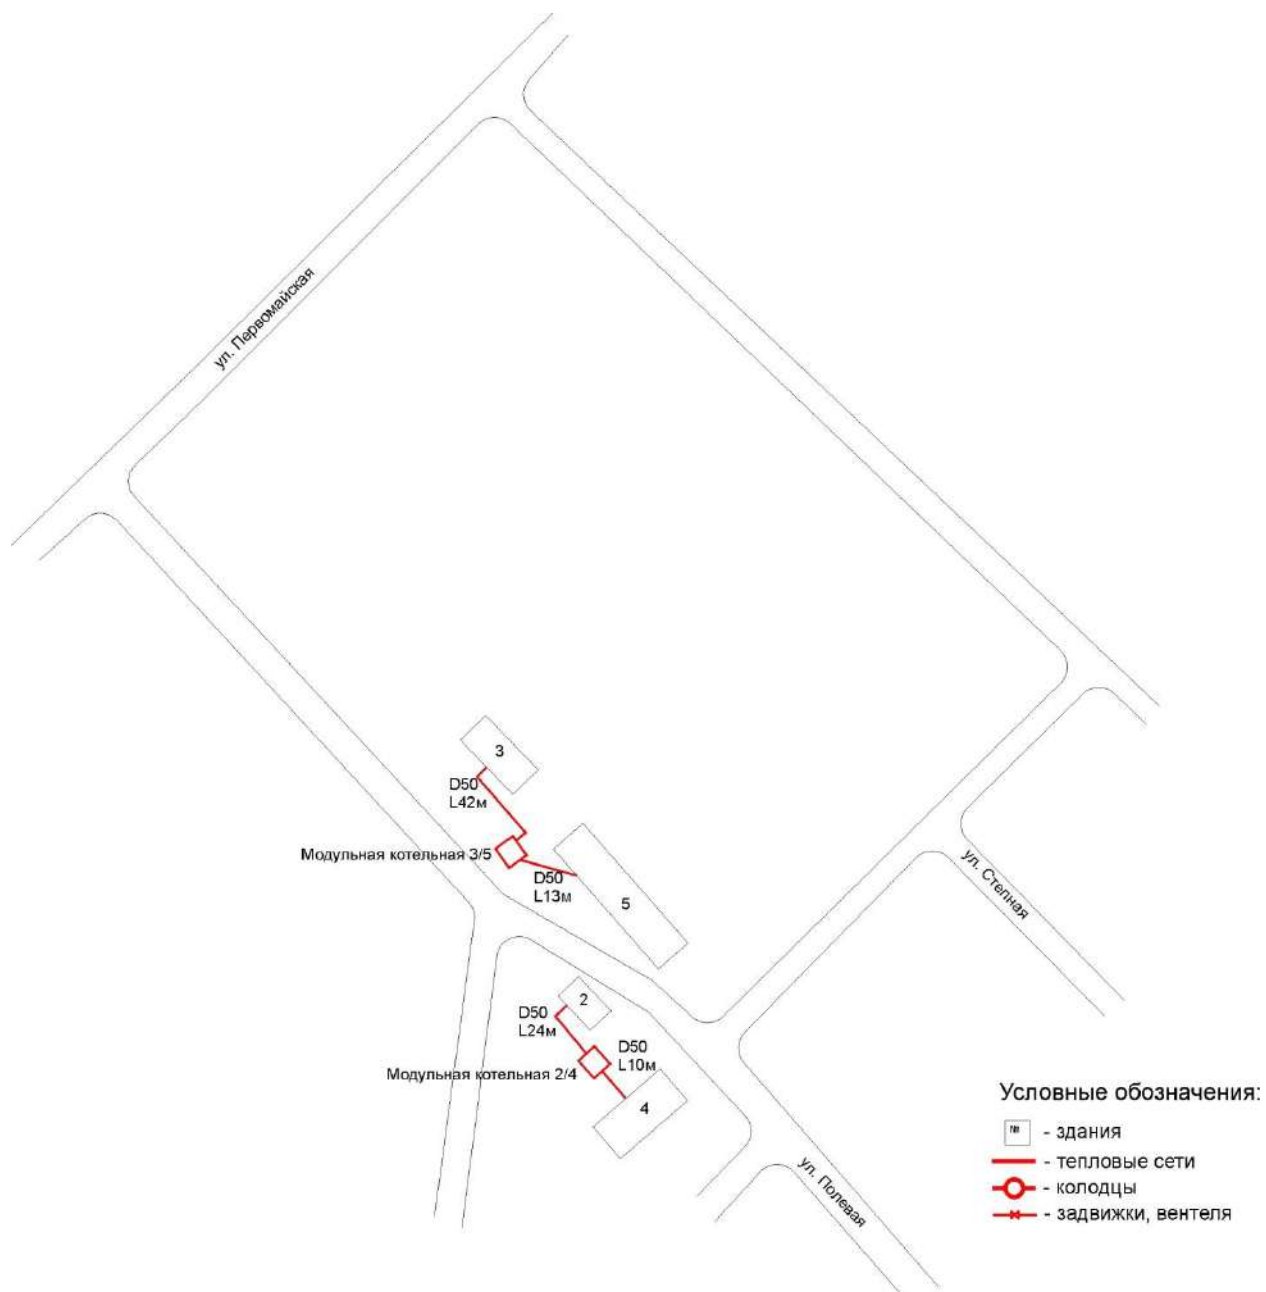 ул. Первомайская
3
D50
L42м
Модульная котельная 3/5
D50
L13м
5
ул. Степная
2
D50
L24м
D50
L10м
Модульная котельная 2/4
4
ул. Полевая
Условные обозначения:
№ - здания
- тепловые сети
- колодцы
- задвижки, вентеля